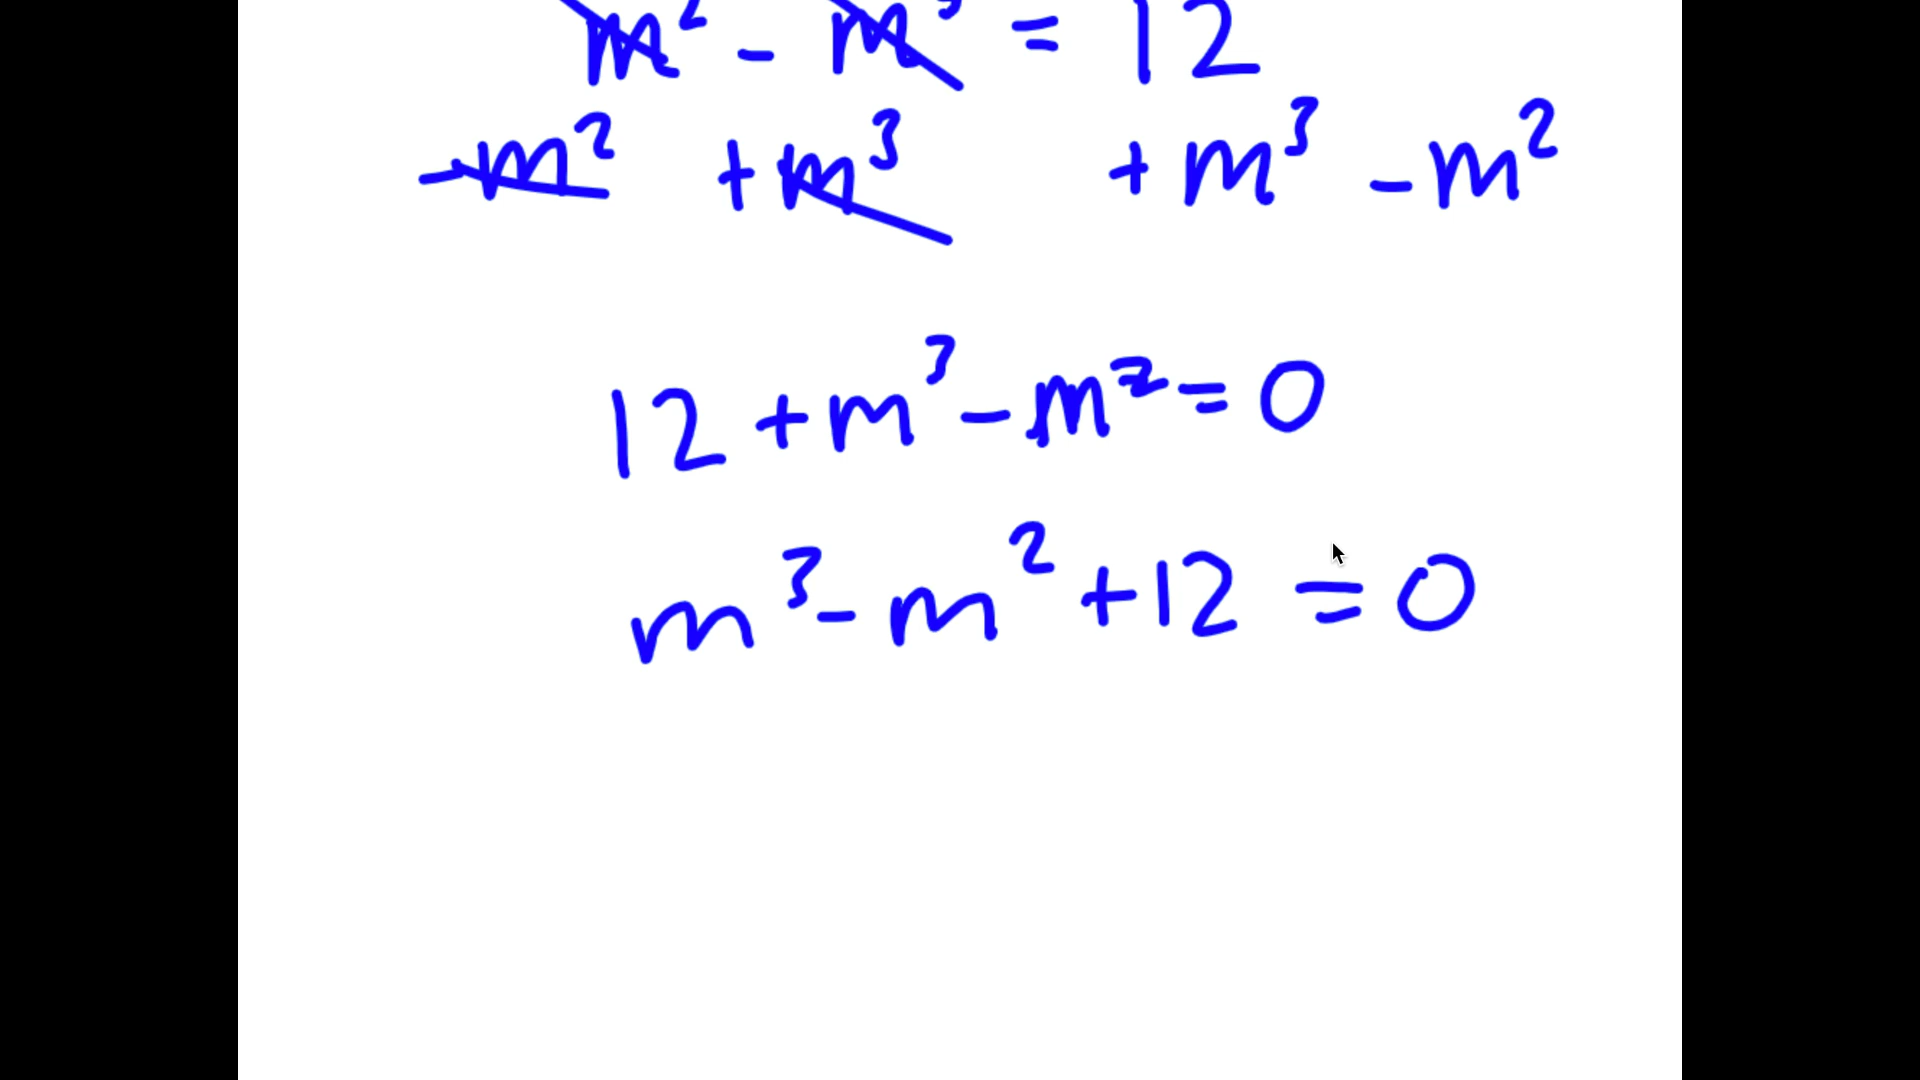 m² - m³ = 12
-m² +m³ +m³ -m²
12 +m³ -m² = 0
m³ - m² +12 = 0